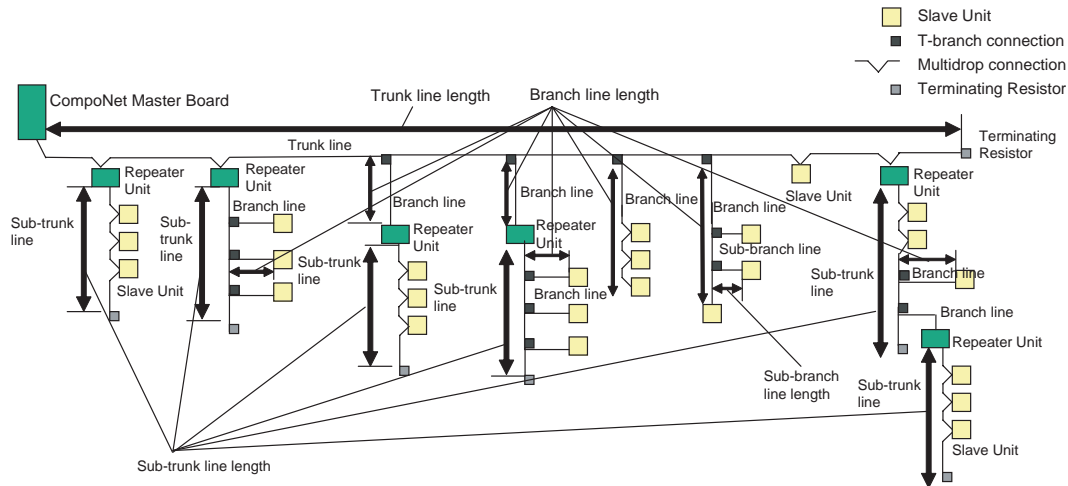 Slave Unit
T-branch connection
Multidrop connection
Terminating Resistor
CompoNet Master Board
Trunk line length
Branch line length
Terminating
Resistor
Trunk line
Repeater
Unit
Repeater
Unit
Branch line
Sub-trunk
line
Sub-
trunk
line
Slave Unit
Sub-trunk
line
Branch line
Repeater
Unit
Branch line
Repeater
Unit
Sub-trunk
line
Branch line
Branch line
Branch line
Sub-branch line
Sub-branch
line length
Slave Unit
Repeater
Unit
Sub-trunk
line
Branch line
Branch line
Repeater Unit
Sub-trunk
line
Slave Unit
Sub-trunk line length